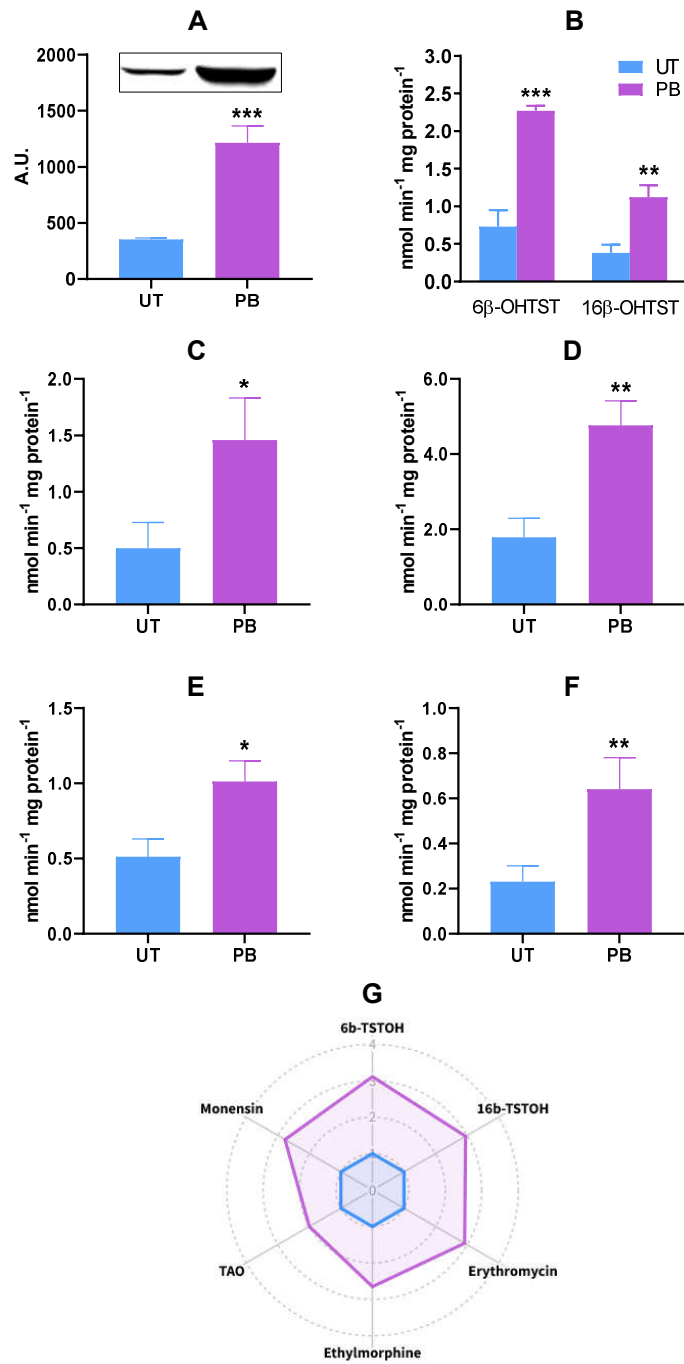 A
2000
1500
1000
500
0
A.U.
***
UT PB
B
3.0
2.5
2.0
1.5
1.0
0.5
0.0
nmol min⁻¹ mg protein⁻¹
UT
PB
***
**
6β-OHTST 16β-OHTST
C
2.0
1.5
1.0
0.5
0.0
nmol min⁻¹ mg protein⁻¹
*
UT PB
D
6.0
4.0
2.0
0.0
nmol min⁻¹ mg protein⁻¹
**
UT PB
E
1.5
1.0
0.5
0.0
nmol min⁻¹ mg protein⁻¹
*
UT PB
F
1.0
0.8
0.6
0.4
0.2
0.0
nmol min⁻¹ mg protein⁻¹
**
UT PB
G
6b-TSTOH
4
3
2
0
Monensin
16b-TSTOH
TAO
Erythromycin
Ethylmorphine